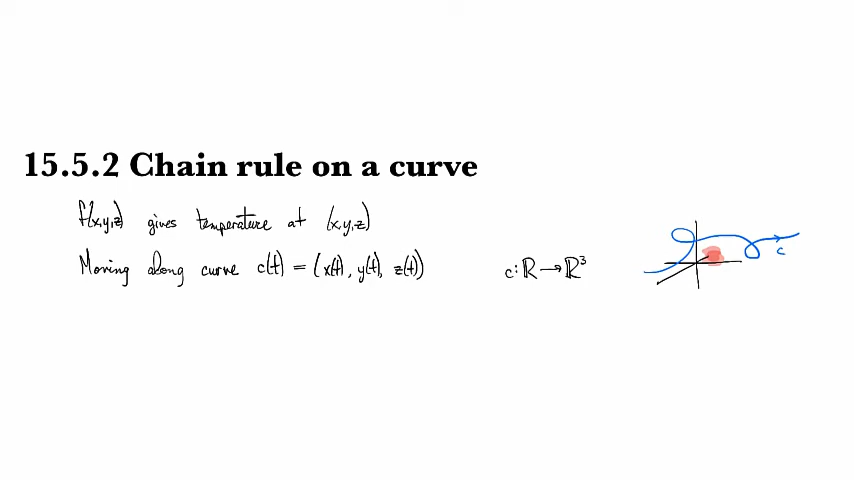 15.5.2 Chain rule on a curve
f(x,y,z) gives temperature at (x,y,z)
Moving along curve c(t) = (x(t), y(t), z(t)) c: ℝ → ℝ³
c